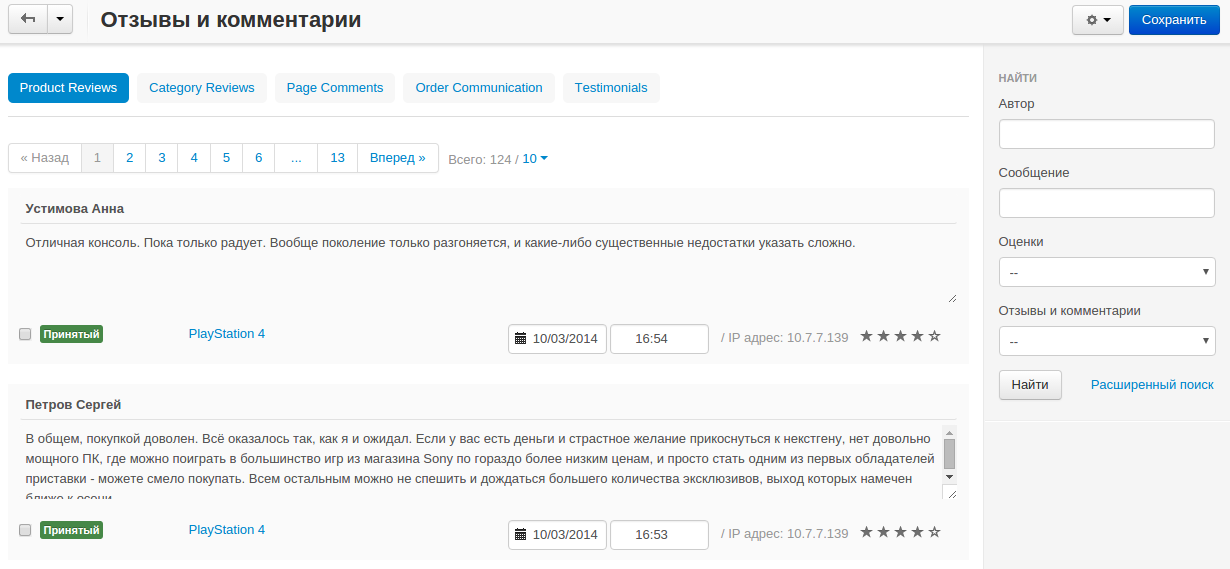 Отзывы и комментарии
Сохранить
Product Reviews
Category Reviews
Page Comments
Order Communication
Testimonials
« Назад 1 2 3 4 5 6 ... 13 Вперед » Всего: 124 / 10
Устимова Анна
Отличная консоль. Пока только радует. Вообще поколение только разгоняется, и какие-либо существенные недостатки указать сложно.
Принятый PlayStation 4 10/03/2014 16:54 / IP адрес: 10.7.7.139
Петров Сергей
В общем, покупкой доволен. Всё оказалось так, как я и ожидал. Если у вас есть деньги и страстное желание прикоснуться к некстгену, нет довольно
мощного ПК, где можно поиграть в большинство игр из магазина Sony по гораздо более низким ценам, и просто стать одним из первых обладателей
приставки - можете смело покупать. Всем остальным можно не спешить и дождаться большего количества эксклюзивов, выход которых намечен
ближе к осени.
Принятый PlayStation 4 10/03/2014 16:53 / IP адрес: 10.7.7.139
НАЙТИ
Автор
Сообщение
Оценки
--
Отзывы и комментарии
--
Найти Расширенный поиск